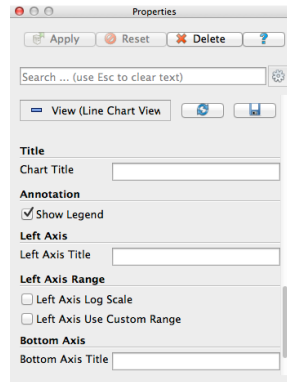 Properties
Apply Reset Delete ?
Search ... (use Esc to clear text)
View (Line Chart View
Title
Chart Title
Annotation
Show Legend
Left Axis
Left Axis Title
Left Axis Range
Left Axis Log Scale
Left Axis Use Custom Range
Bottom Axis
Bottom Axis Title